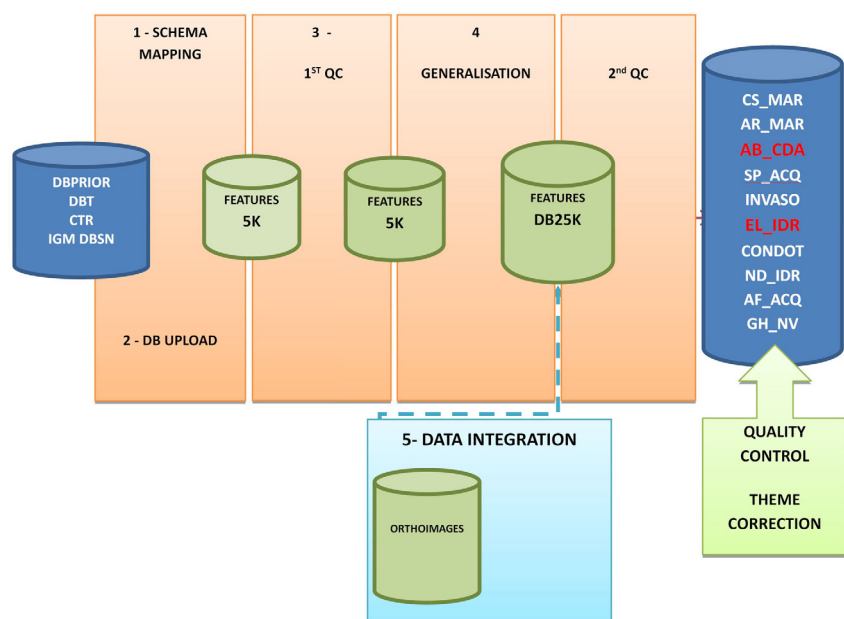 1 - SCHEMA
MAPPING
3 -
1ST QC
4
GENERALISATION
2nd QC
DBPRIOR
DBT
CTR
IGM DBSN
FEATURES
5K
FEATURES
5K
FEATURES
DB25K
2 - DB UPLOAD
CS_MAR
AR_MAR
AB_CDA
SP_ACQ
INVASO
EL_IDR
CONDOT
ND_IDR
AF_ACQ
GH_NV
5- DATA INTEGRATION
ORTHOIMAGES
QUALITY
CONTROL
THEME
CORRECTION